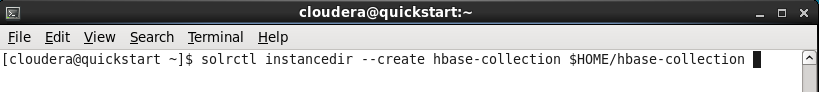 cloudera@quickstart:~
File Edit View Search Terminal Help
[cloudera@quickstart ~]$ solrctl instancedir --create hbase-collection $HOME/hbase-collection